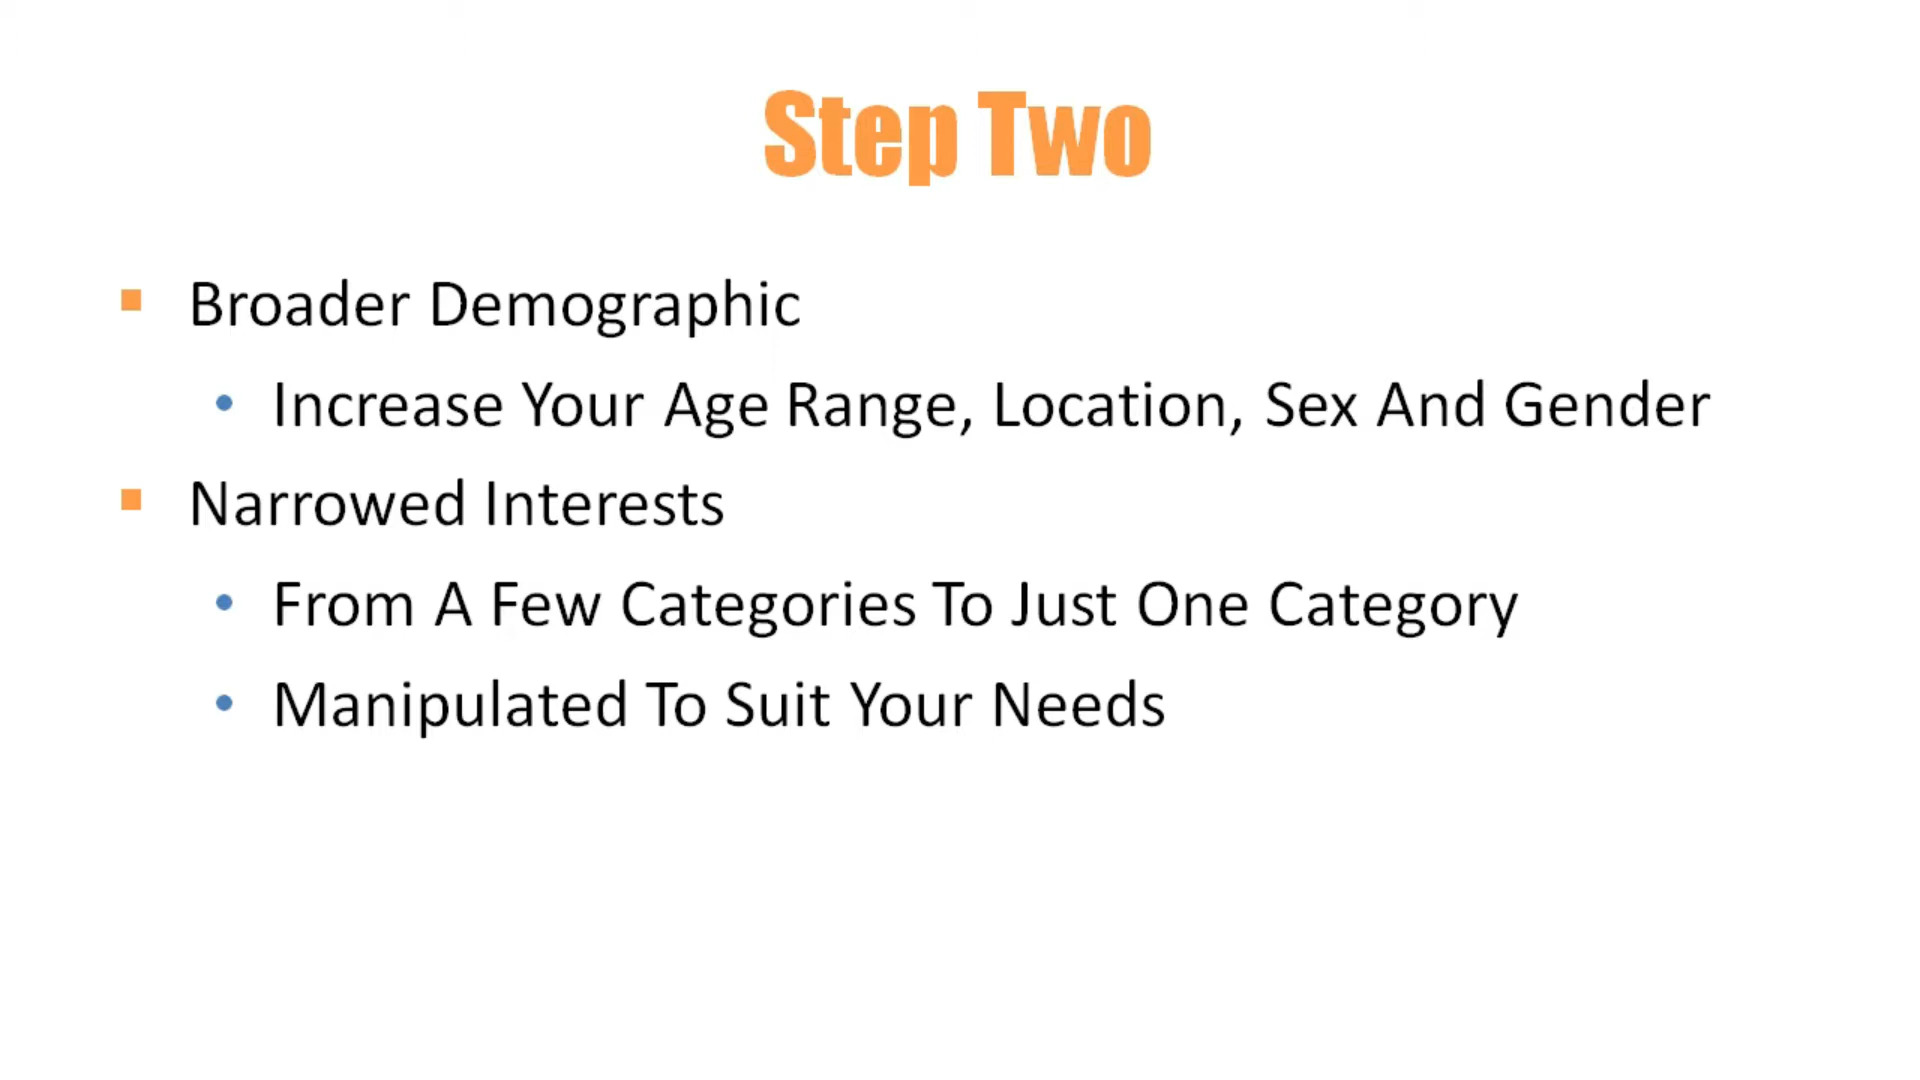 Step Two
Broader Demographic
Increase Your Age Range, Location, Sex And Gender
Narrowed Interests
From A Few Categories To Just One Category
Manipulated To Suit Your Needs